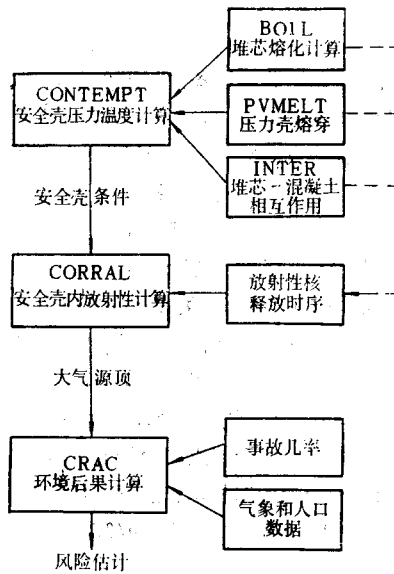 BOIL
堆芯熔化计算
CONTEMPT
安全壳压力温度计算
PVMELT
压力壳熔穿
INTER
堆芯-混凝土
相互作用
安全壳条件
CORRAL
安全壳内放射性计算
放射性核
释放时序
大气源顶
CRAC
环境后果计算
事故几率
气象和人口
数据
风险估计